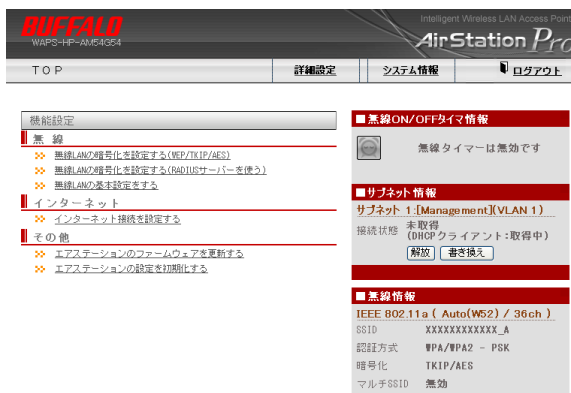 BUFFALO
WAPS-HP-AM54G54
Intelligent Wireless LAN Access Point
AirStation Pro
TOP
詳細設定
システム情報
ログアウト
機能設定
無 線
無線LANの暗号化を設定する(WEP/TKIP/AES)
無線LANの暗号化を設定する(RADIUSサーバーを使う)
無線LANの基本設定をする
インターネット
インターネット接続を設定する
その他
エアステーションのファームウェアを更新する
エアステーションの設定を初期化する
■無線ON/OFFタイマ情報
無線タイマーは無効です
■サブネット情報
サブネット 1:[Management](VLAN 1)
接続状態 未取得
(DHCPクライアント:取得中)
解放 書き換え
■無線情報
IEEE 802.11a ( Auto(W52) / 36ch )
SSID XXXXXXXXXXXX_A
認証方式 WPA/WPA2 - PSK
暗号化 TKIP/AES
マルチSSID 無効